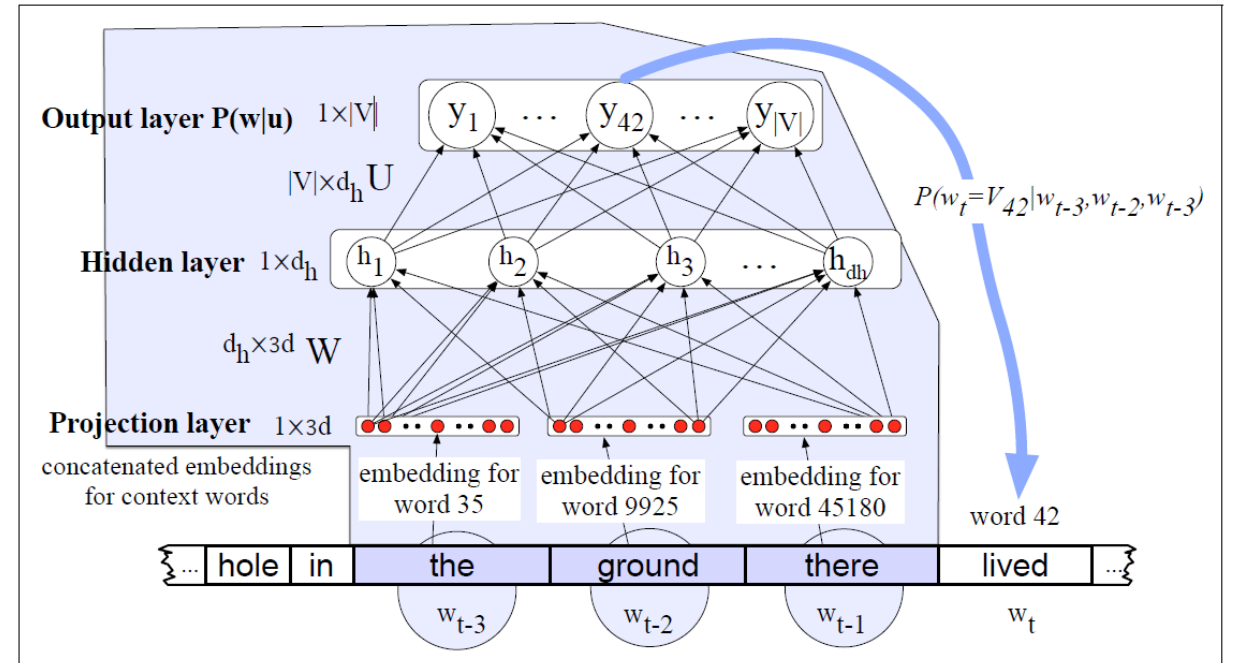 Output layer P(w|u) 1×|V|
y1 ... y42 ... y|V|
|V|×dh U
P(wt=V42|wt-3,wt-2,wt-3)
Hidden layer 1×dh
h1 h2 h3 ... hdh
dh×3d W
Projection layer 1×3d
concatenated embeddings
for context words
embedding for
word 35
embedding for
word 9925
embedding for
word 45180
word 42
... hole in the ground there lived ...
wt-3 wt-2 wt-1 wt